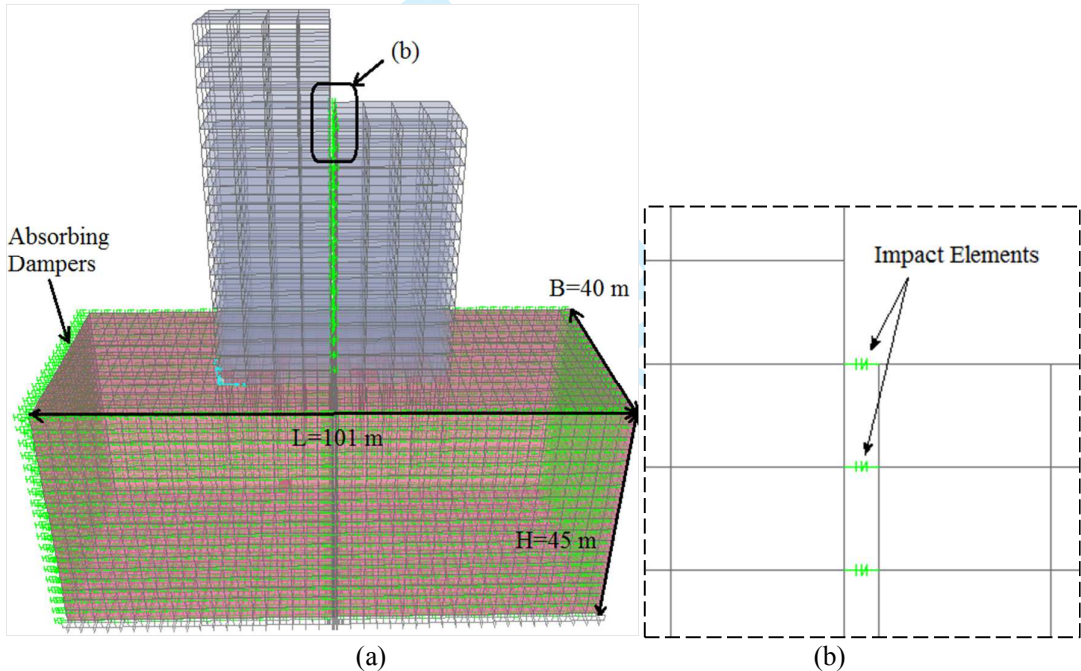 (b)
Absorbing
Dampers
B=40 m
L=101 m
H=45 m
Impact Elements
(a)
(b)